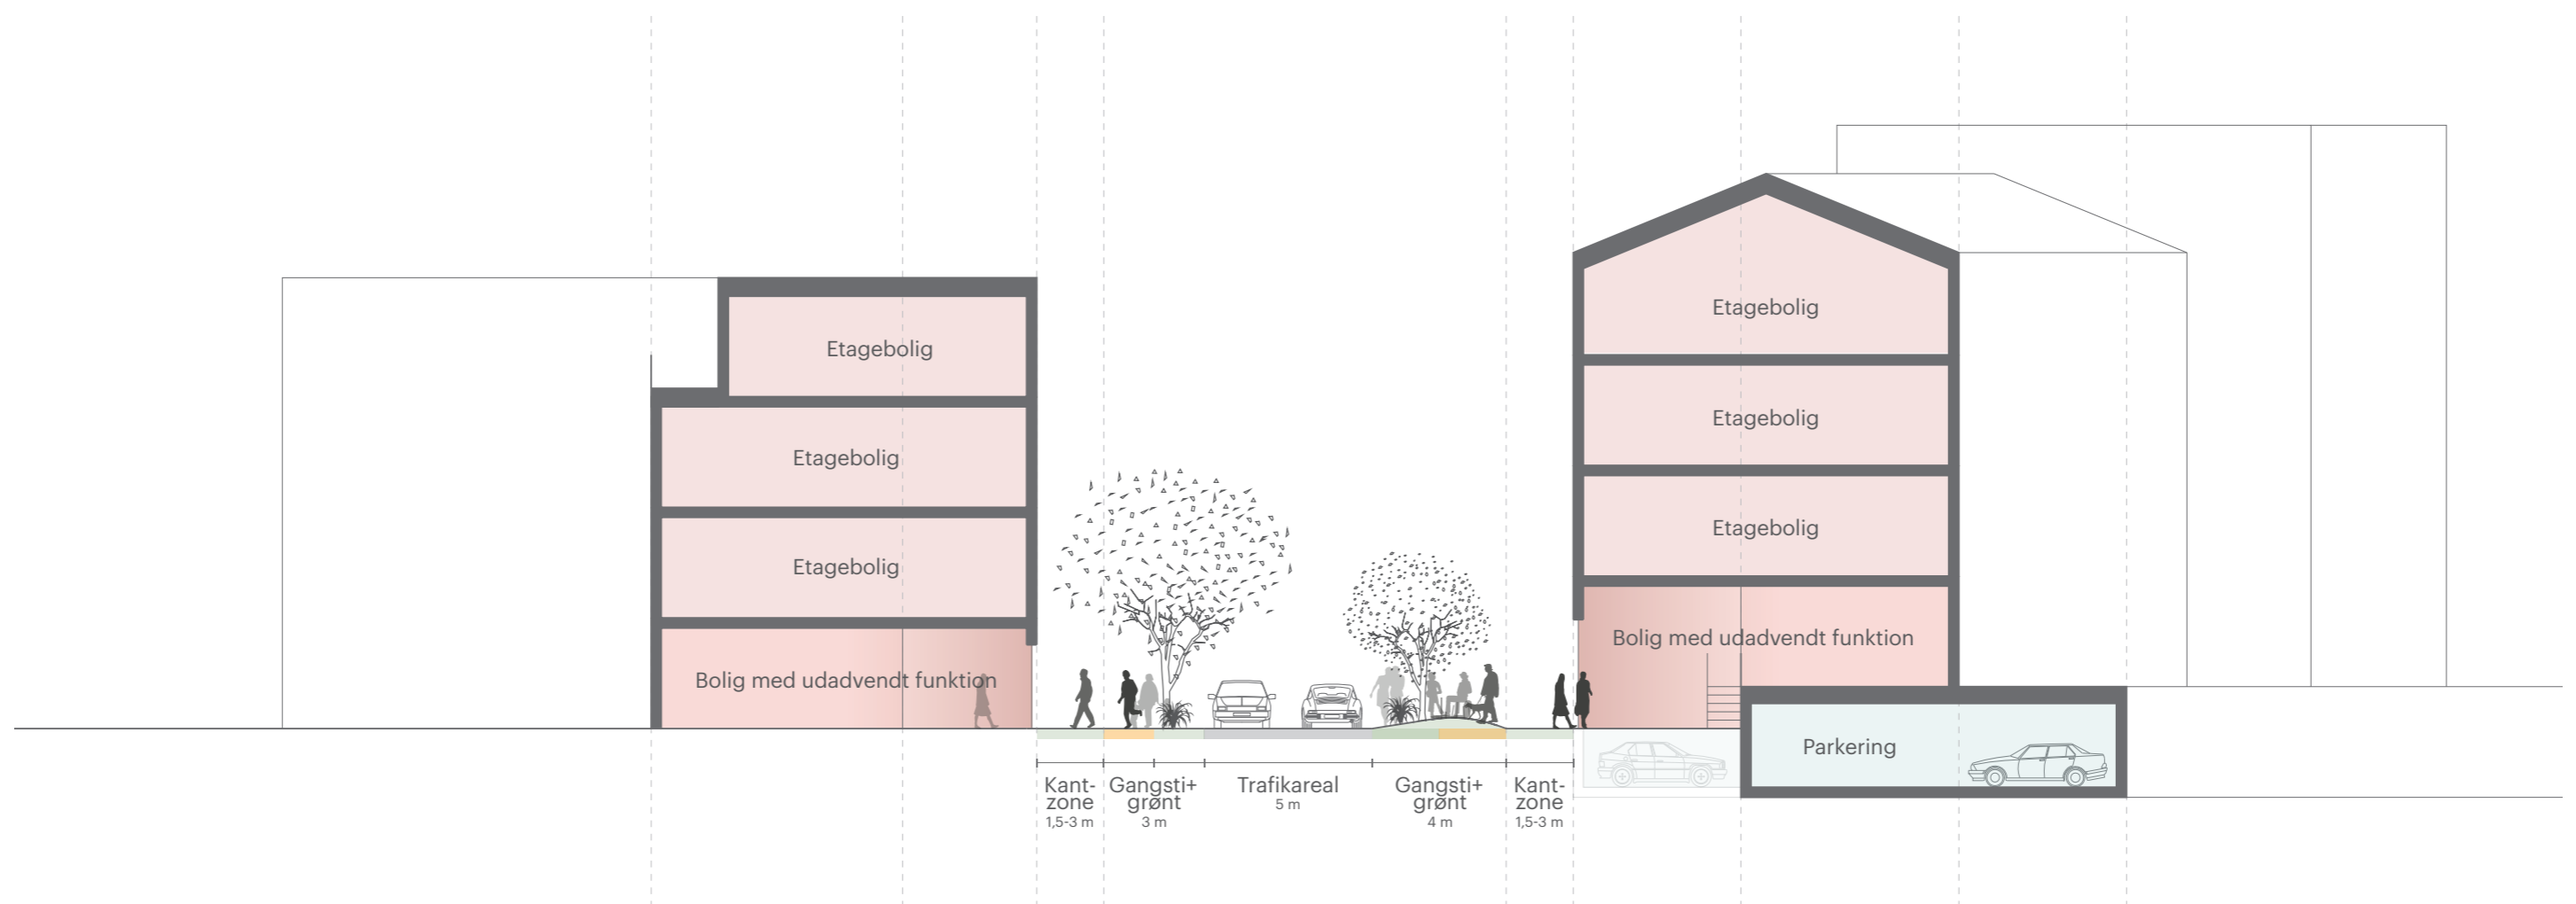 Etagebolig
Etagebolig
Etagebolig
Bolig med udadvendt funktion
Etagebolig
Etagebolig
Etagebolig
Bolig med udadvendt funktion
Parkering
Kant-
zone
1,5-3 m
Gangsti+
grønt
3 m
Trafikareal
5 m
Gangsti+
grønt
4 m
Kant-
zone
1,5-3 m